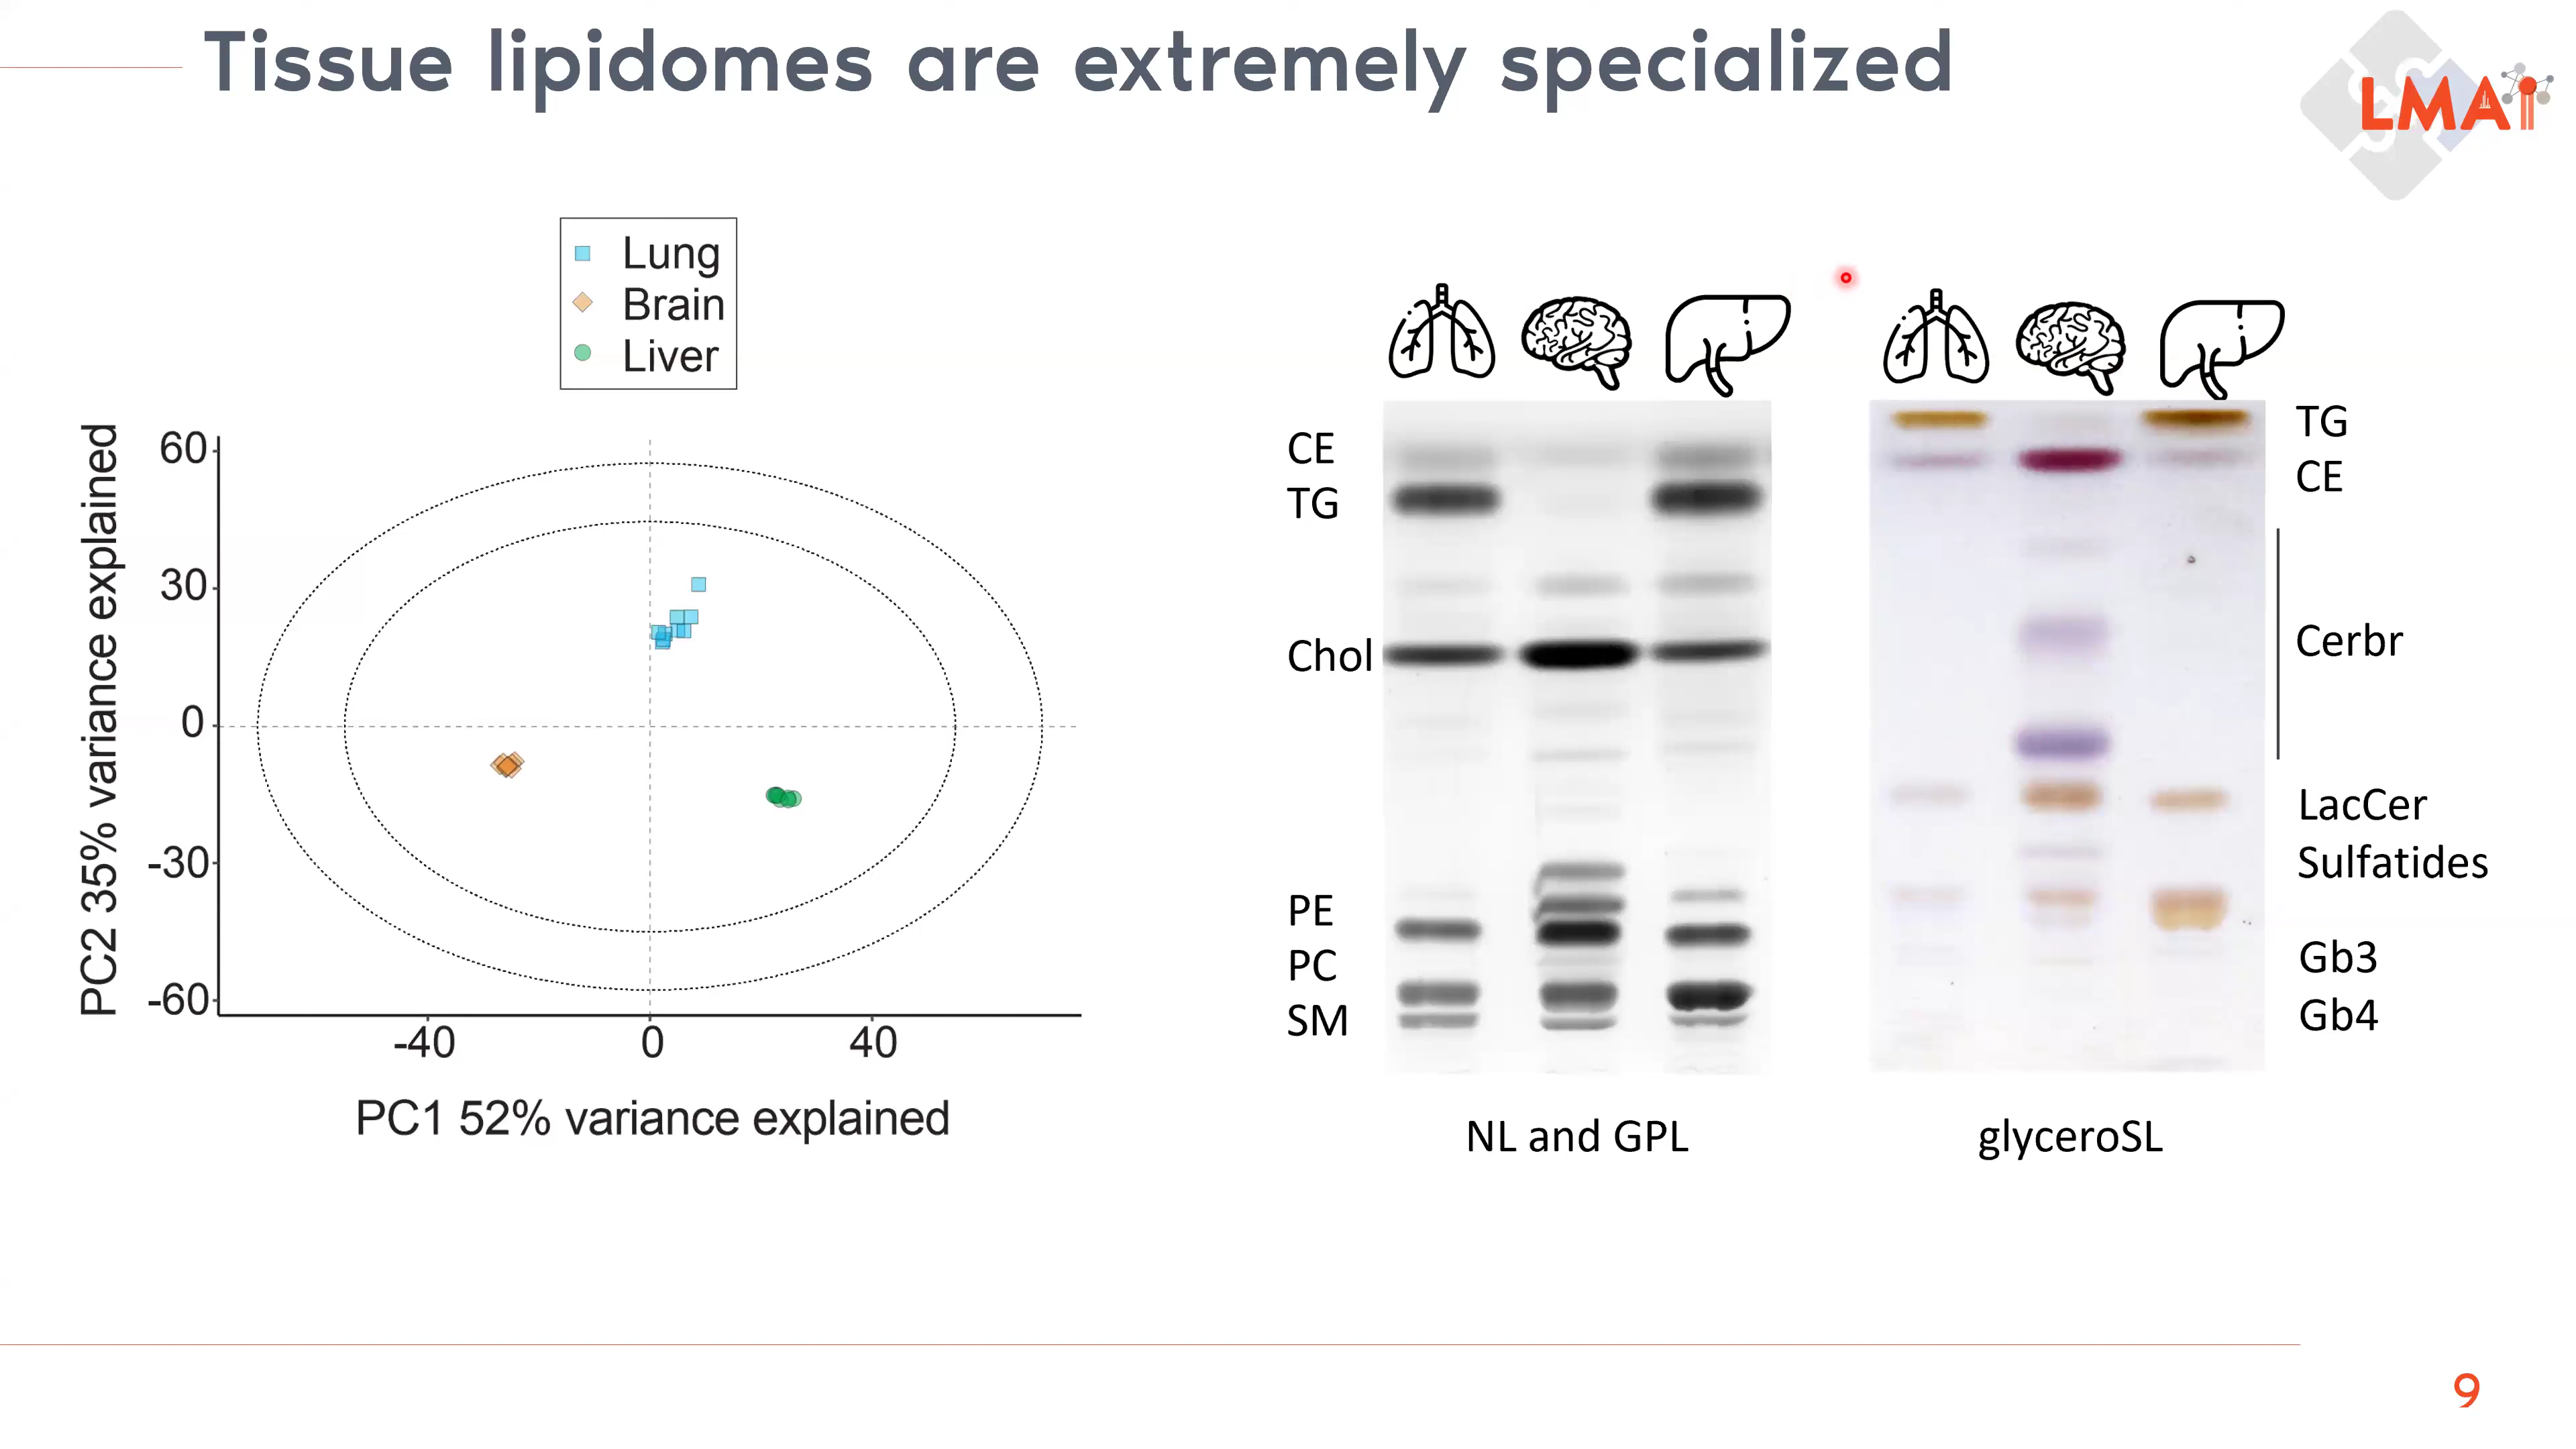 Tissue lipidomes are extremely specialized
LMAi
Lung
Brain
Liver
PC2 35% variance explained
60
30
0
-30
-60
-40
0
40
PC1 52% variance explained
CE
TG
Chol
PE
PC
SM
NL and GPL
TG
CE
Cerbr
LacCer
Sulfatides
Gb3
Gb4
glyceroSL
9